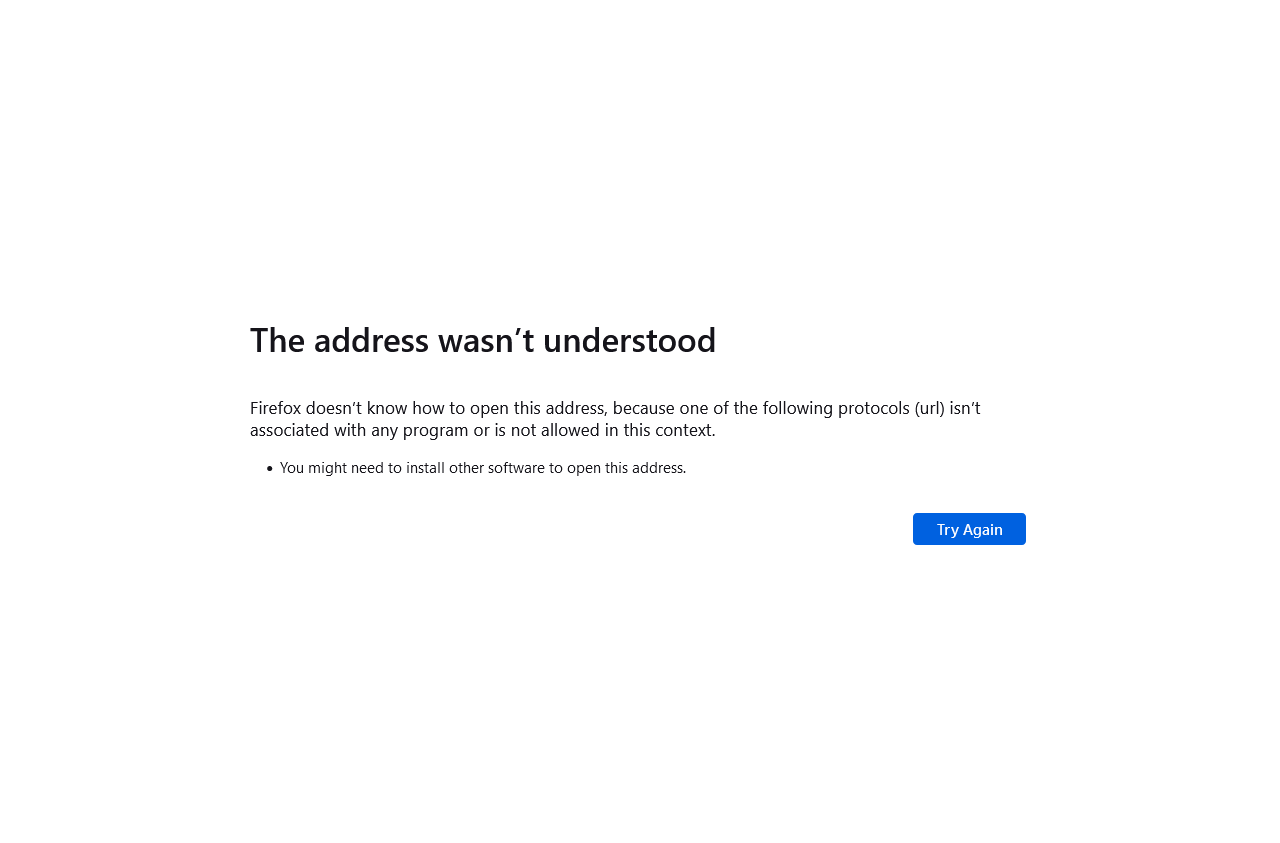 The address wasn’t understood
Firefox doesn’t know how to open this address, because one of the following protocols (url) isn’t
associated with any program or is not allowed in this context.
• You might need to install other software to open this address.
Try Again